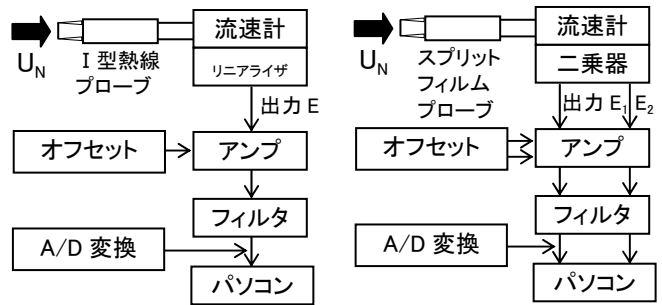 U_N
Ⅰ型熱線
プローブ
流速計
リニアライザ
出力 E
オフセット
アンプ
フィルタ
A/D 変換
パソコン
U_N
スプリット
フィルム
プローブ
流速計
二乗器
出力 E₁ E₂
オフセット
アンプ
フィルタ
A/D 変換
パソコン